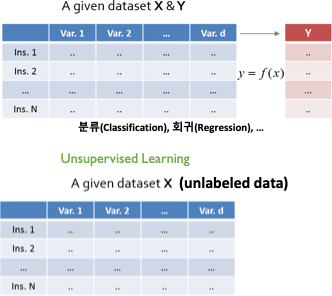 A given dataset X & Y
Var. 1 Var. 2 ... Var. d Y
Ins. 1 .. .. .. .. ..
Ins. 2 .. .. .. .. y = f(x) ..
... ... ... ... ... ...
Ins. N .. .. .. .. ..
분류(Classification), 회귀(Regression), ...
Unsupervised Learning
A given dataset X (unlabeled data)
Var. 1 Var. 2 ... Var. d
Ins. 1 .. .. .. ..
Ins. 2 .. .. .. ..
... ... ... ... ...
Ins. N .. .. .. ..